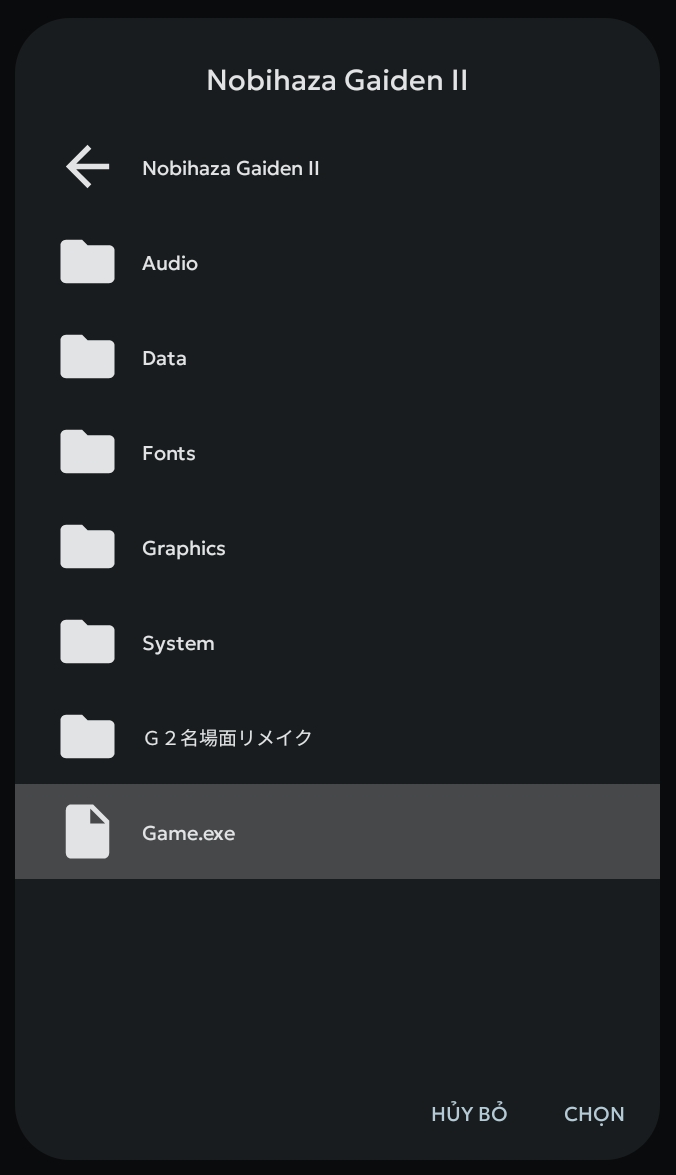 Nobihaza Gaiden II
Nobihaza Gaiden II
Audio
Data
Fonts
Graphics
System
Ｇ２名場面リメイク
Game.exe
HỦY BỎ CHỌN